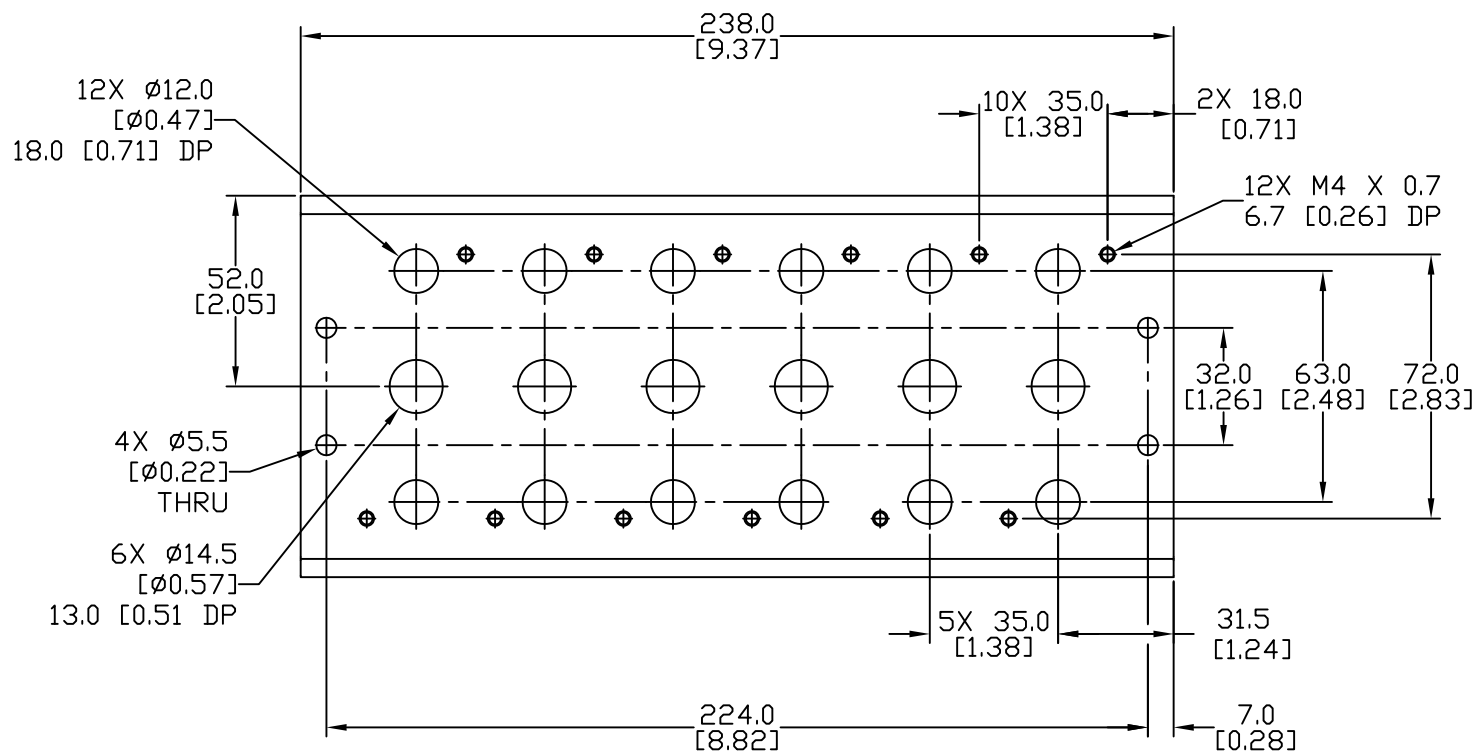 238.0
[9.37]
12X Ø12.0
[Ø0.47]
18.0 [0.71] DP
10X 35.0
[1.38]
2X 18.0
[0.71]
12X M4 X 0.7
6.7 [0.26] DP
52.0
[2.05]
32.0
[1.26]
63.0
[2.48]
72.0
[2.83]
4X Ø5.5
[Ø0.22]
THRU
6X Ø14.5
[Ø0.57]
13.0 [0.51 DP
5X 35.0
[1.38]
31.5
[1.24]
224.0
[8.82]
7.0
[0.28]